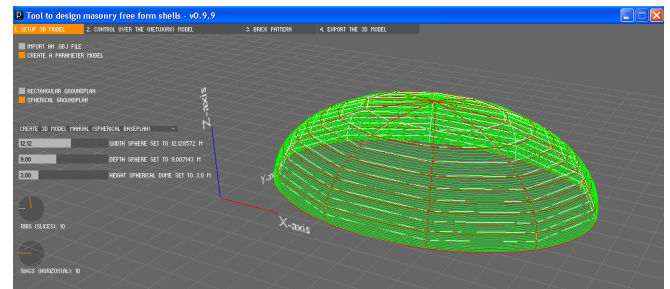 Tool to design masonry free form shells - v0.9.9
1. SETUP 3D MODEL 2. CONTROL OVER THE (NETWORK) MODEL 3. BRICK PATTERN 4. EXPORT THE 3D MODEL
IMPORT AN .OBJ FILE
CREATE A PARAMETER MODEL
RECTANGULAR GROUNDPLAN
SPHERICAL GROUNDPLAN
CREATE 3D MODEL MANUAL (SPHERICAL BASEPLAN) -
12.12 WIDTH SPHERE SET TO 12.128572 M
9.00 DEPTH SPHERE SET TO 9.007143 M
3.00 HEIGHT SPHERICAL DOME SET TO 3.0 M
RIBS (SLICES): 10
RINGS (HORIZONTAL): 10
Z-axis
X-axis